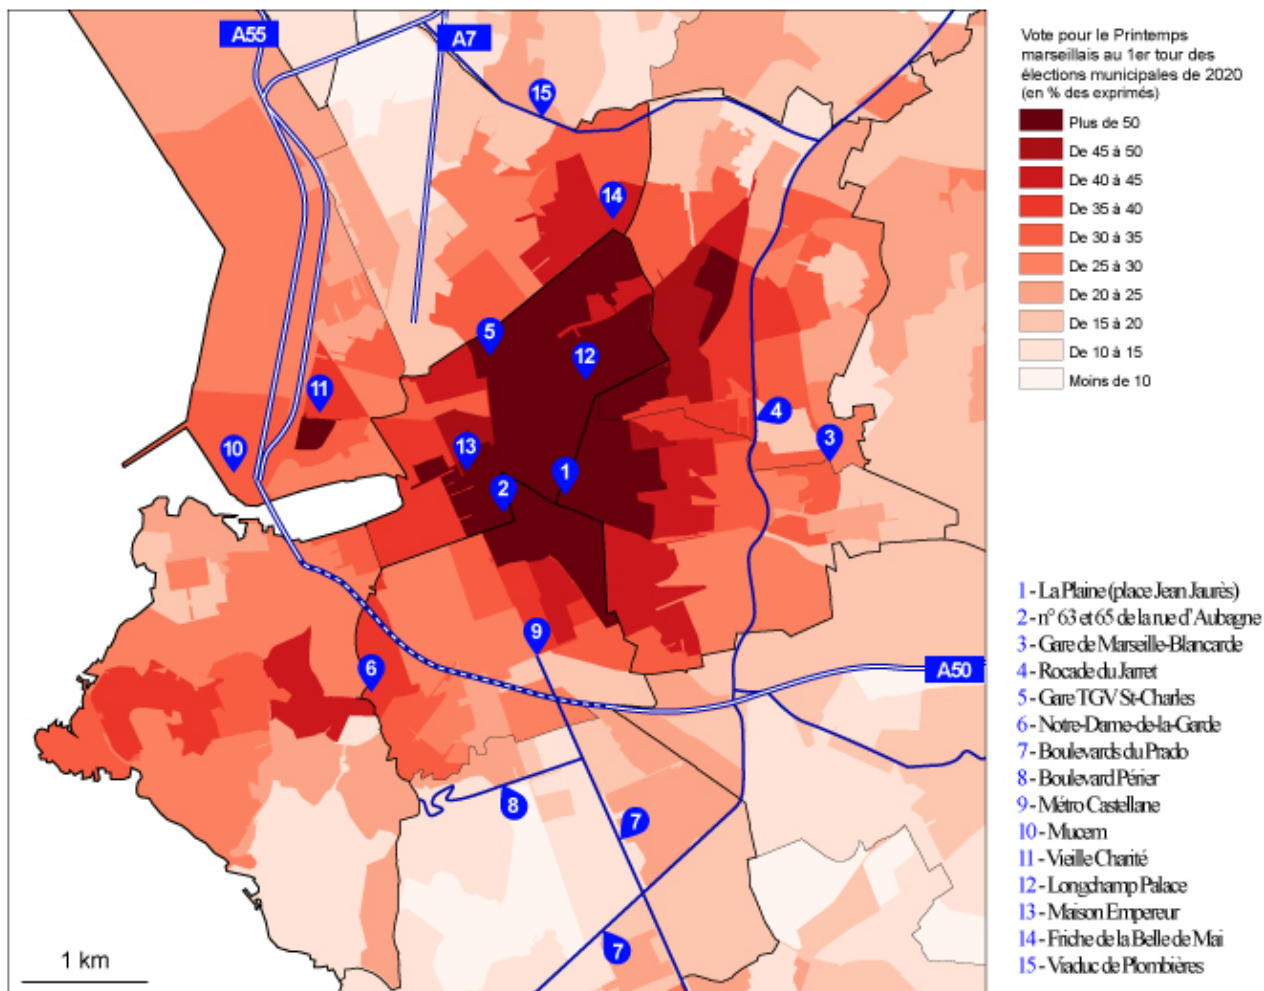 A55
A7
15
14
5
12
11
4
3
10
13
1
2
9
6
A50
8
7
7
1 km
Vote pour le Printemps
marseillais au 1er tour des
élections municipales de 2020
(en % des exprimés)
Plus de 50
De 45 à 50
De 40 à 45
De 35 à 40
De 30 à 35
De 25 à 30
De 20 à 25
De 15 à 20
De 10 à 15
Moins de 10
1 - La Plaine (place Jean Jaurès)
2 - n° 63 et 65 de la rue d'Aubagne
3 - Gare de Marseille-Blancarde
4 - Rocade du Jarret
5 - Gare TGV St-Charles
6 - Notre-Dame-de-la-Garde
7 - Boulevards du Prado
8 - Boulevard Périer
9 - Métro Castellane
10 - Mucem
11 - Vieille Charité
12 - Longchamp Palace
13 - Maison Empereur
14 - Friche de la Belle de Mai
15 - Viaduc de Plombières